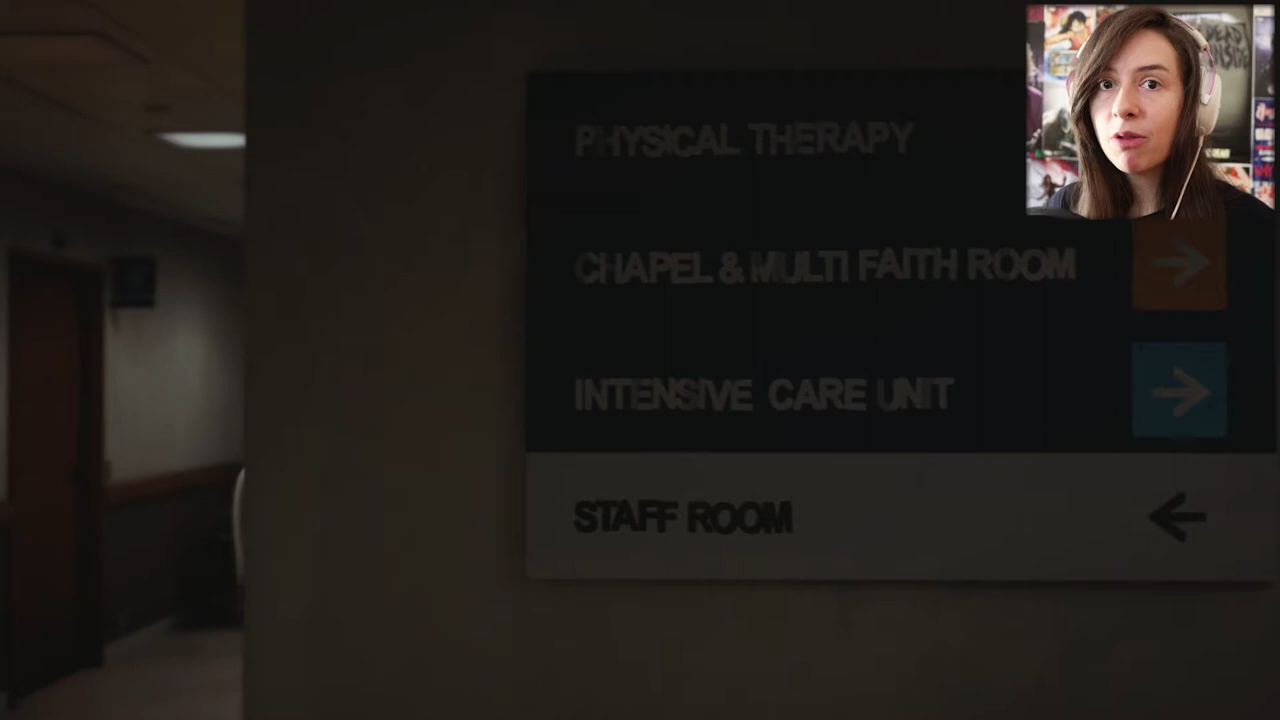 PHYSICAL THERAPY
CHAPEL & MULTI FAITH ROOM
INTENSIVE CARE UNIT
STAFF ROOM